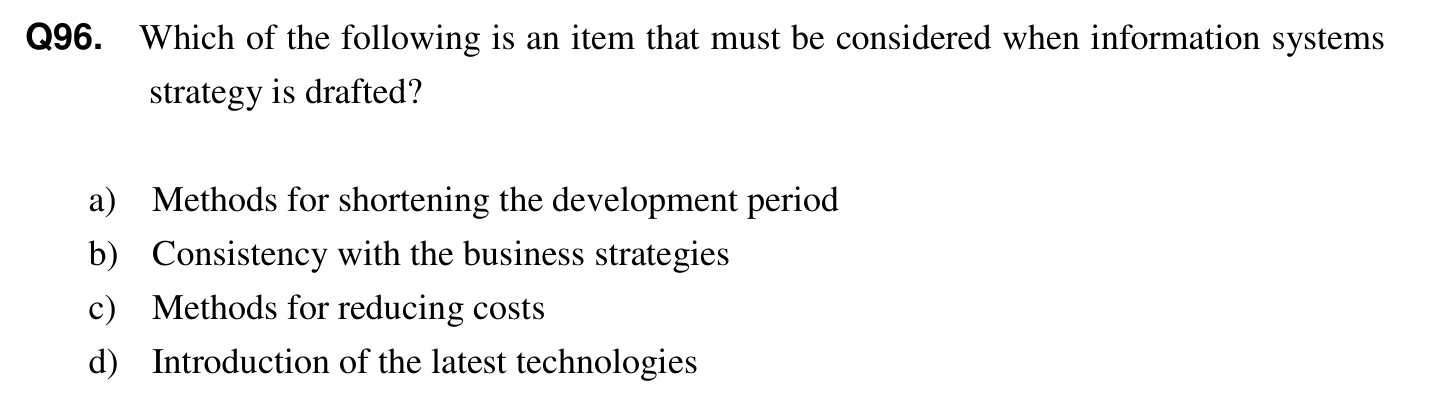 Q96. Which of the following is an item that must be considered when information systems
strategy is drafted?
a) Methods for shortening the development period
b) Consistency with the business strategies
c) Methods for reducing costs
d) Introduction of the latest technologies